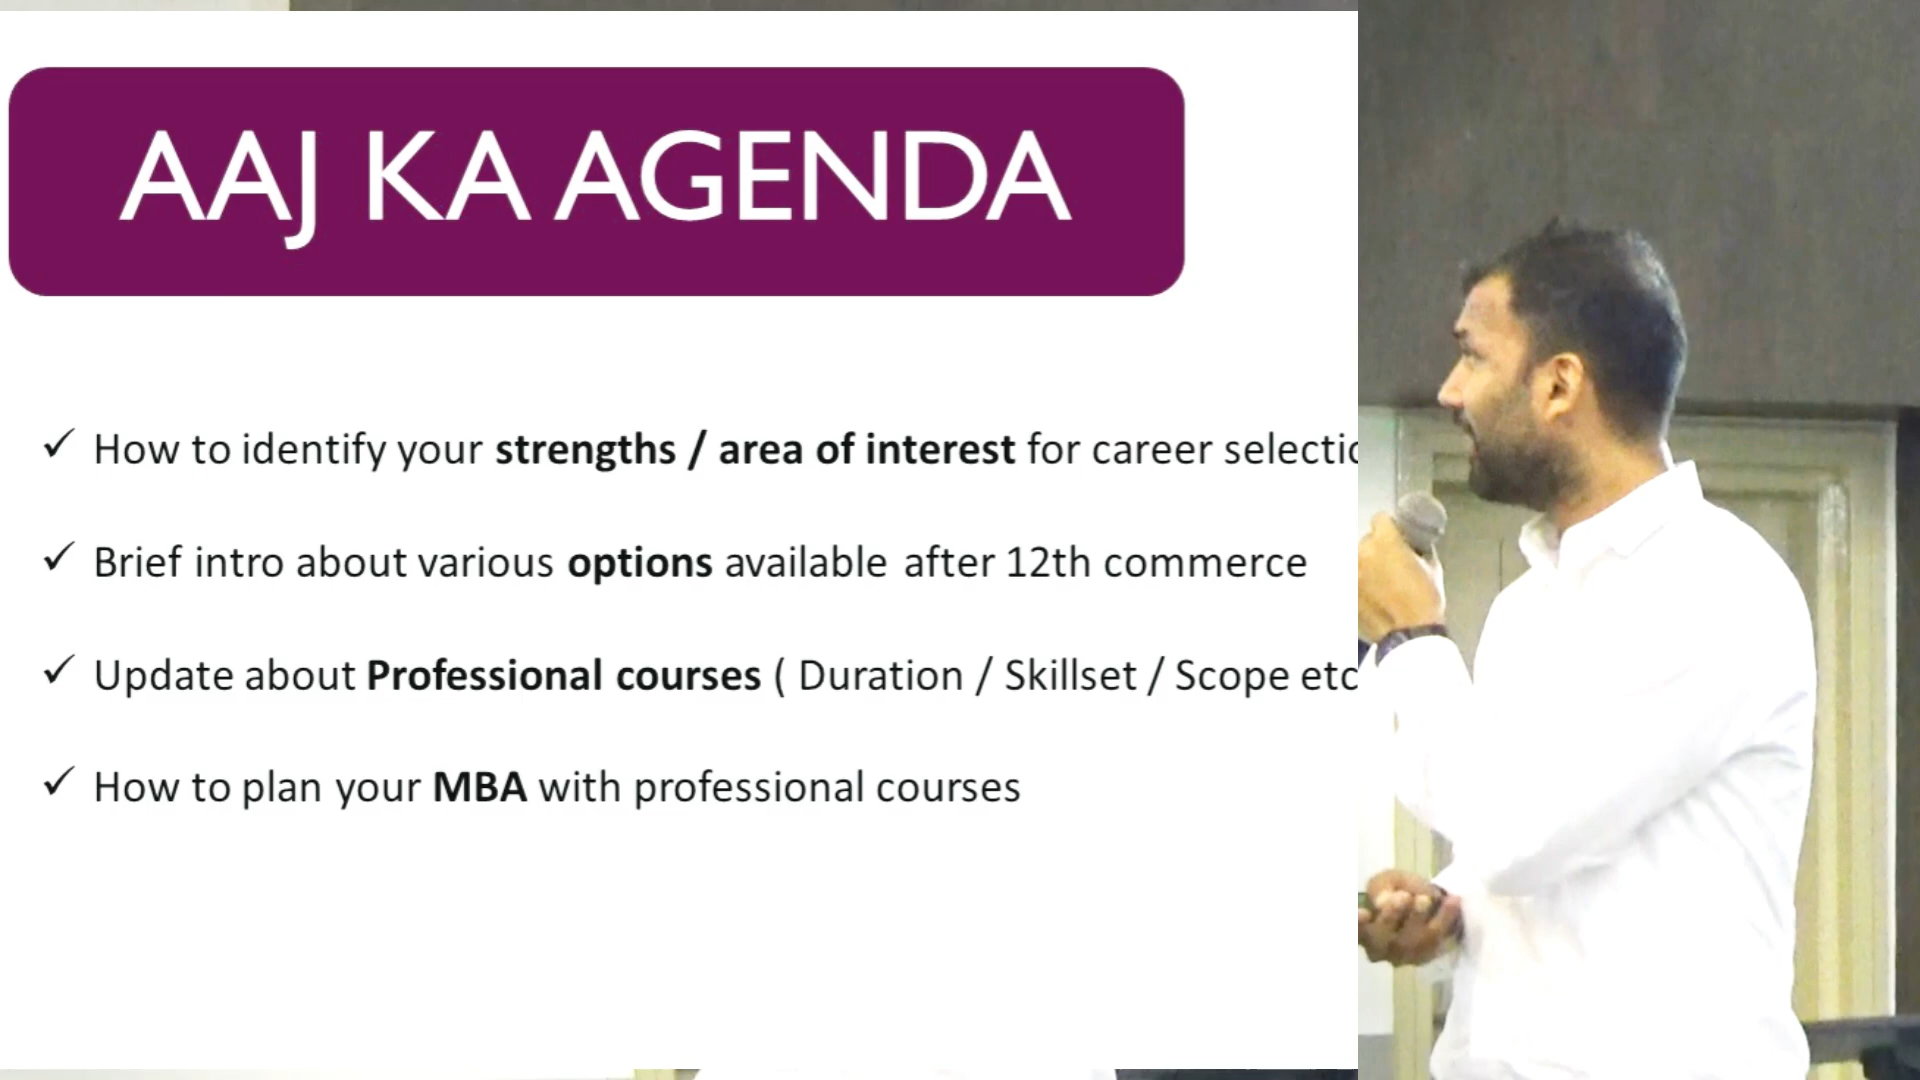 AAJ KA AGENDA
✓ How to identify your strengths / area of interest for career
✓ Brief intro about various options available after 12th commerce
✓ Update about Professional courses ( Duration / Skillset / Scope etc
✓ How to plan your MBA with professional courses